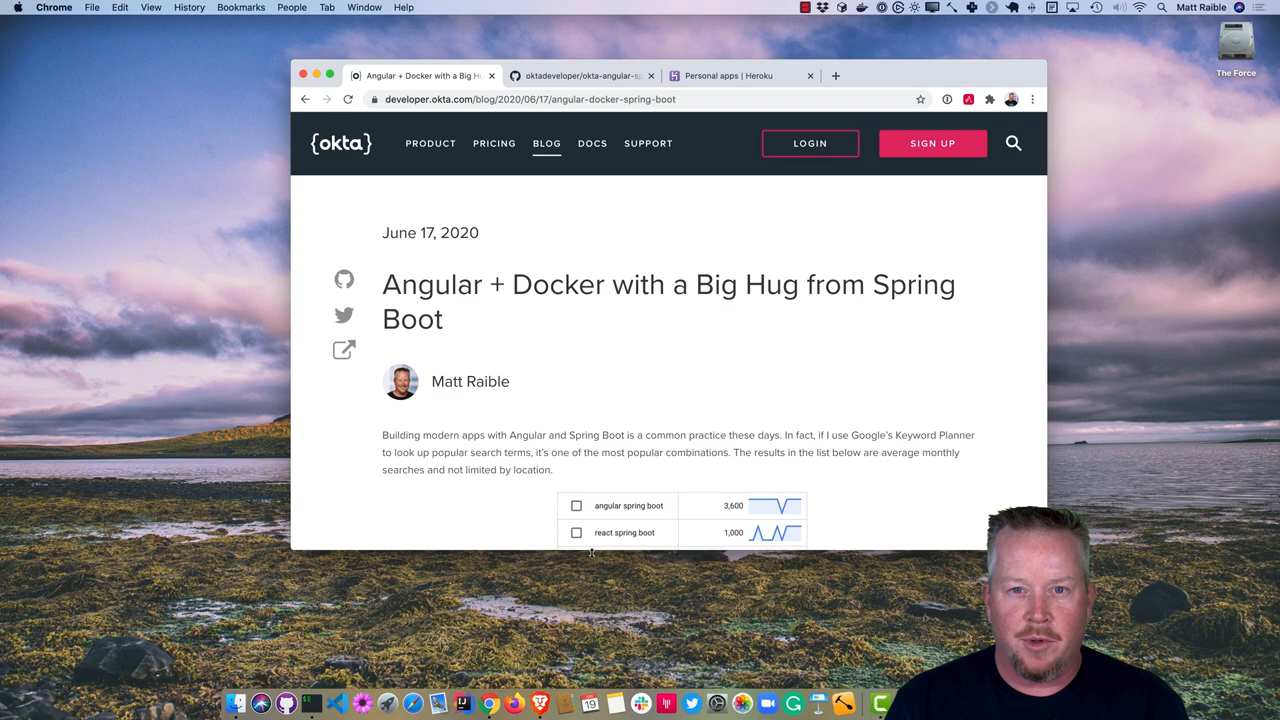 Chrome File Edit View History Bookmarks People Tab Window Help Matt Raible
The Force
Angular + Docker with a Big H
oktadeveloper/okta-angular-sp
Personal apps | Heroku
developer.okta.com/blog/2020/06/17/angular-docker-spring-boot
{okta} PRODUCT PRICING BLOG DOCS SUPPORT LOGIN SIGN UP
June 17, 2020
Angular + Docker with a Big Hug from Spring
Boot
Matt Raible
Building modern apps with Angular and Spring Boot is a common practice these days. In fact, if I use Google's Keyword Planner
to look up popular search terms, it's one of the most popular combinations. The results in the list below are average monthly
searches and not limited by location.
angular spring boot 3,600
react spring boot 1,000
19